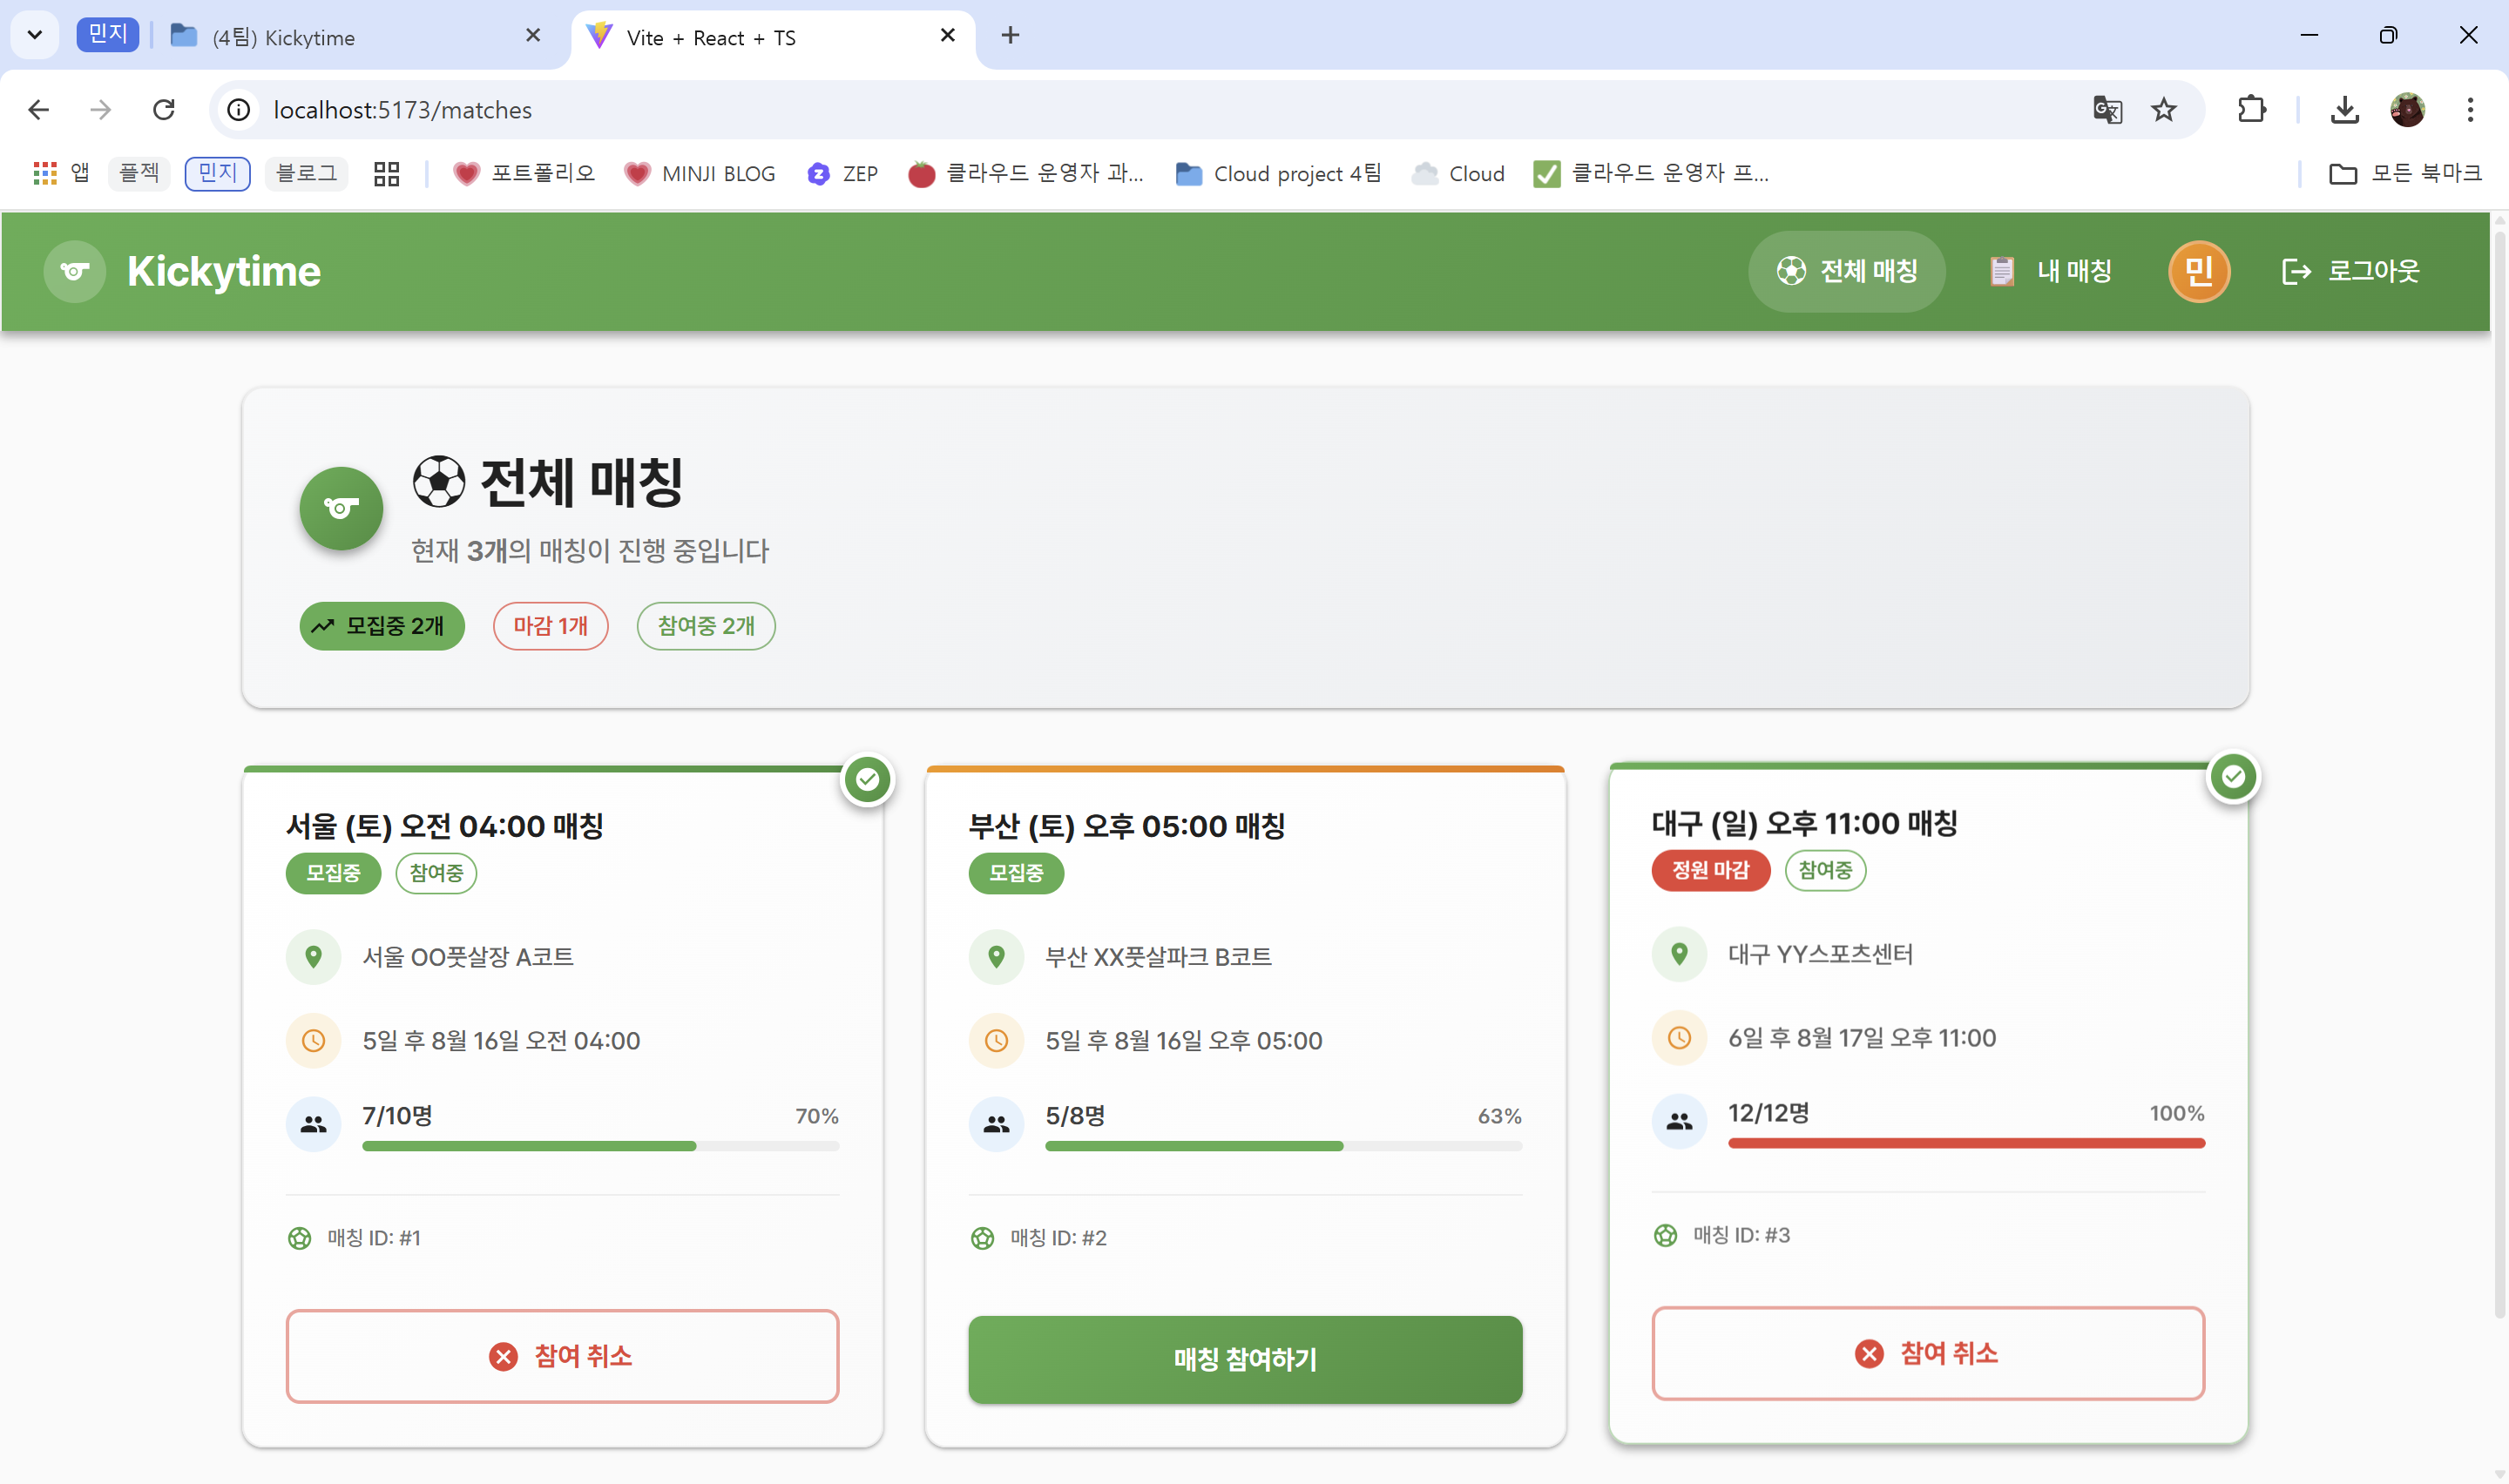 민지
(4팀) Kickytime
Vite + React + TS
localhost:5173/matches
앱
플젝
민지
블로그
포트폴리오
MINJI BLOG
ZEP
클라우드 운영자 과...
Cloud project 4팀
Cloud
클라우드 운영자 프...
모든 북마크
Kickytime
전체 매칭
내 매칭
민
로그아웃
전체 매칭
현재 3개의 매칭이 진행 중입니다
모집중 2개
마감 1개
참여중 2개
서울 (토) 오전 04:00 매칭
모집중
참여중
서울 OO풋살장 A코트
5일 후 8월 16일 오전 04:00
7/10명
70%
매칭 ID: #1
참여 취소
부산 (토) 오후 05:00 매칭
모집중
부산 XX풋살파크 B코트
5일 후 8월 16일 오후 05:00
5/8명
63%
매칭 ID: #2
매칭 참여하기
대구 (일) 오후 11:00 매칭
정원 마감
참여중
대구 YY스포츠센터
6일 후 8월 17일 오후 11:00
12/12명
100%
매칭 ID: #3
참여 취소